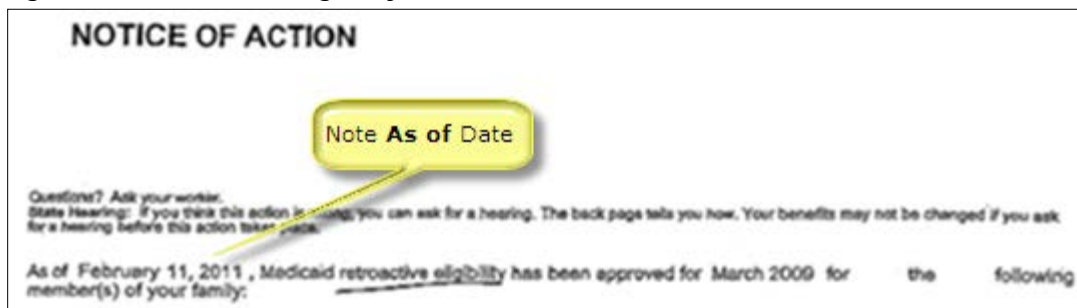 NOTICE OF ACTION
Note As of Date
Questions? Ask your worker.
State Hearing: If you think this action is wrong, you can ask for a hearing. The back page tells you how. Your benefits may not be changed if you ask
for a hearing before this action takes place.
As of February 11, 2011 , Medicaid retroactive eligibility has been approved for March 2009 for the following
member(s) of your family: